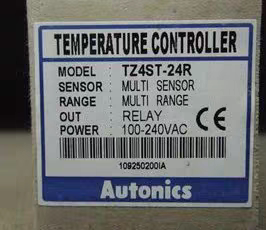 TEMPERATURE CONTROLLER
MODEL : TZ4ST-24R
SENSOR : MULTI SENSOR
RANGE : MULTI RANGE
OUT : RELAY
POWER : 100-240VAC CE
109250200IA
Autonics